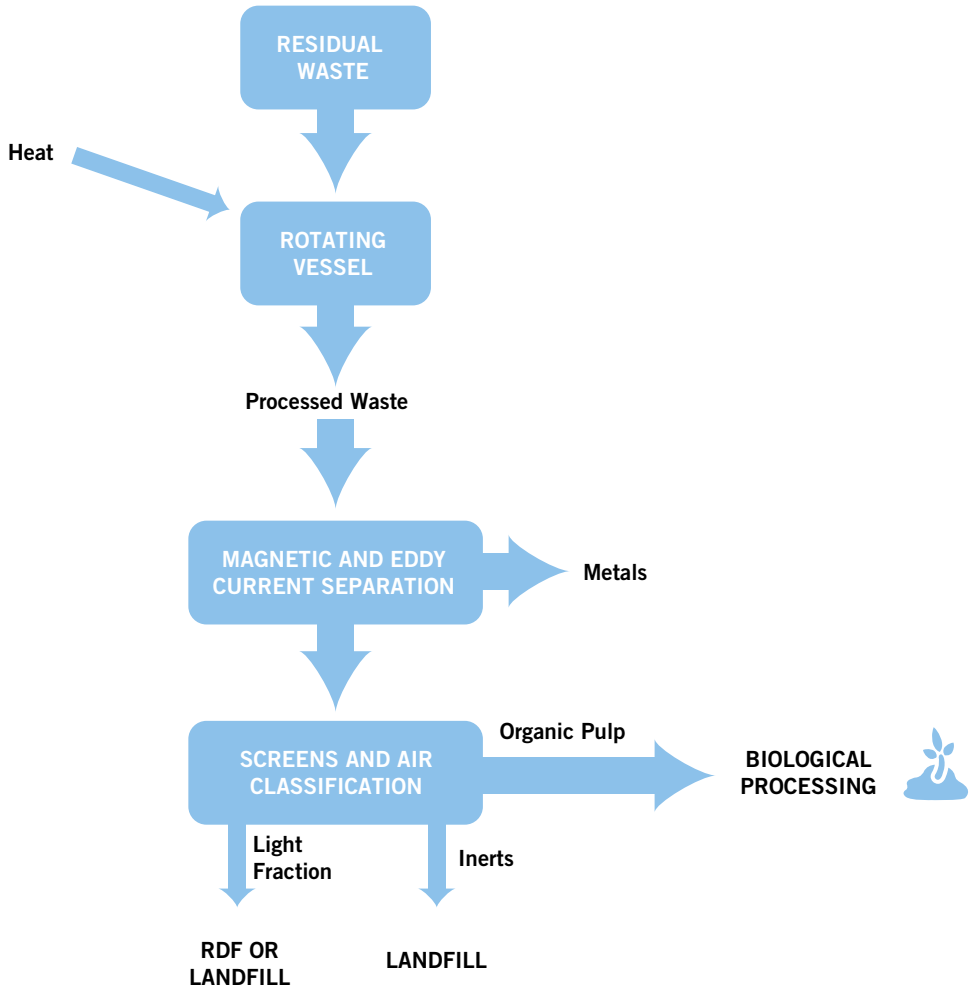 RESIDUAL
WASTE
Heat
ROTATING
VESSEL
Processed Waste
MAGNETIC AND EDDY
CURRENT SEPARATION
Metals
SCREENS AND AIR
CLASSIFICATION
Organic Pulp
BIOLOGICAL
PROCESSING
Light
Fraction
Inerts
RDF OR
LANDFILL
LANDFILL